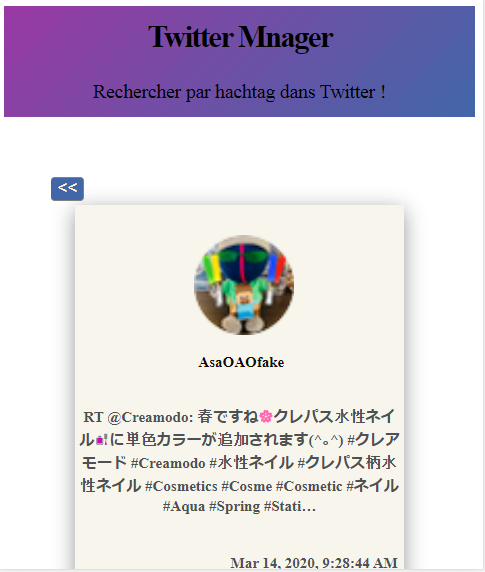 Twitter Mnager
Rechercher par hachtag dans Twitter !
<<
AsaOAOfake
RT @Creamodo: 春ですね🌸クレパス水性ネイ
ル💅🏻に単色カラーが追加されます(^｡^) #クレア
モード #Creamodo #水性ネイル #クレパス柄水
性ネイル #Cosmetics #Cosme #Cosmetic #ネイル
#Aqua #Spring #Stati…
Mar 14, 2020, 9:28:44 AM